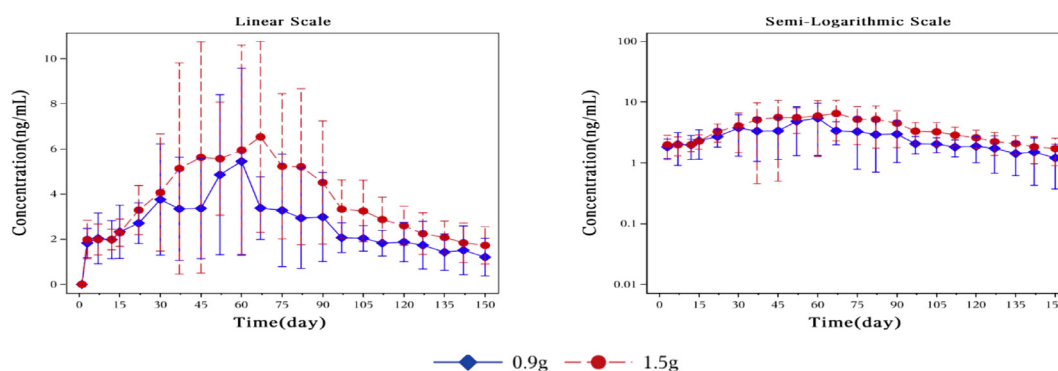 Linear Scale
Concentration(ng/mL)
10
8
6
4
2
0
0 15 30 45 60 75 90 105 120 135 150
Time(day)
Semi-Logarithmic Scale
Concentration(ng/mL)
100
10
1
0.1
0.01
0 15 30 45 60 75 90 105 120 135 150
Time(day)
0.9g 1.5g